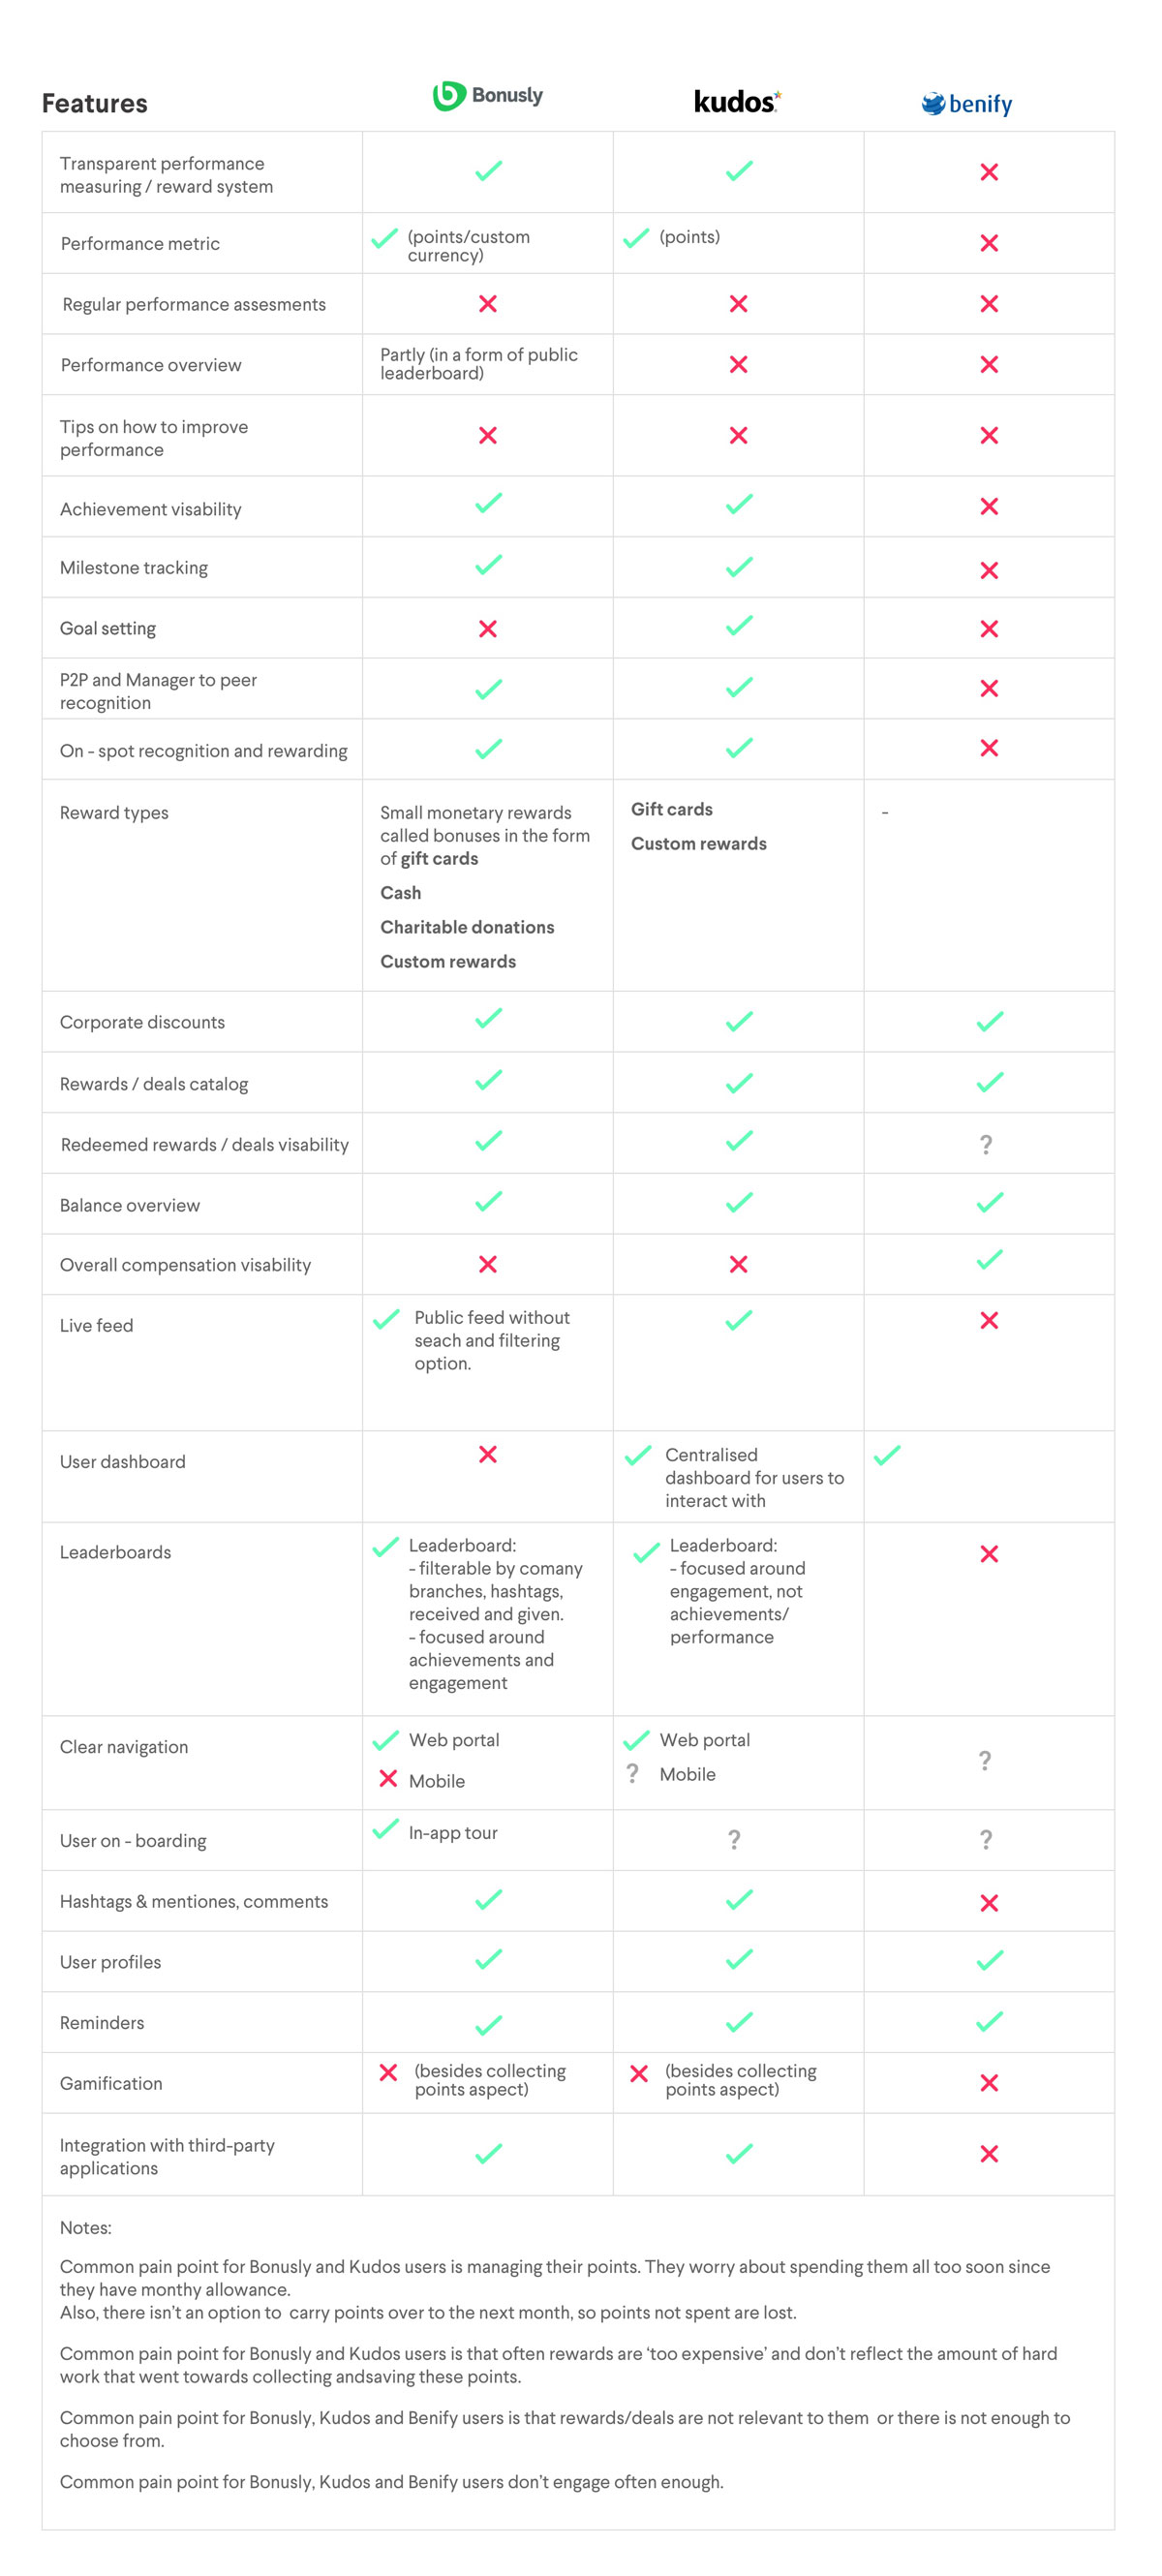 Features
Bonusly
kudos
benify
Transparent performance
measuring / reward system
Performance metric
(points/custom
currency)
(points)
Regular performance assesments
Performance overview
Partly (in a form of public
leaderboard)
Tips on how to improve
performance
Achievement visability
Milestone tracking
Goal setting
P2P and Manager to peer
recognition
On - spot recognition and rewarding
Reward types
Small monetary rewards
called bonuses in the form
of gift cards
Cash
Charitable donations
Custom rewards
Gift cards
Custom rewards
-
Corporate discounts
Rewards / deals catalog
Redeemed rewards / deals visability
?
Balance overview
Overall compensation visability
Live feed
Public feed without
seach and filtering
option.
User dashboard
Centralised
dashboard for users to
interact with
Leaderboards
Leaderboard:
- filterable by comany
branches, hashtags,
received and given.
- focused around
achievements and
engagement
Leaderboard:
- focused around
engagement, not
achievements/
performance
Clear navigation
Web portal
Mobile
Web portal
? Mobile
?
User on - boarding
In-app tour
?
?
Hashtags & mentiones, comments
User profiles
Reminders
Gamification
(besides collecting
points aspect)
(besides collecting
points aspect)
Integration with third-party
applications
Notes:
Common pain point for Bonusly and Kudos users is managing their points. They worry about spending them all too soon since
they have monthy allowance.
Also, there isn't an option to carry points over to the next month, so points not spent are lost.
Common pain point for Bonusly and Kudos users is that often rewards are 'too expensive' and don't reflect the amount of hard
work that went towards collecting andsaving these points.
Common pain point for Bonusly, Kudos and Benify users is that rewards/deals are not relevant to them or there is not enough to
choose from.
Common pain point for Bonusly, Kudos and Benify users don't engage often enough.